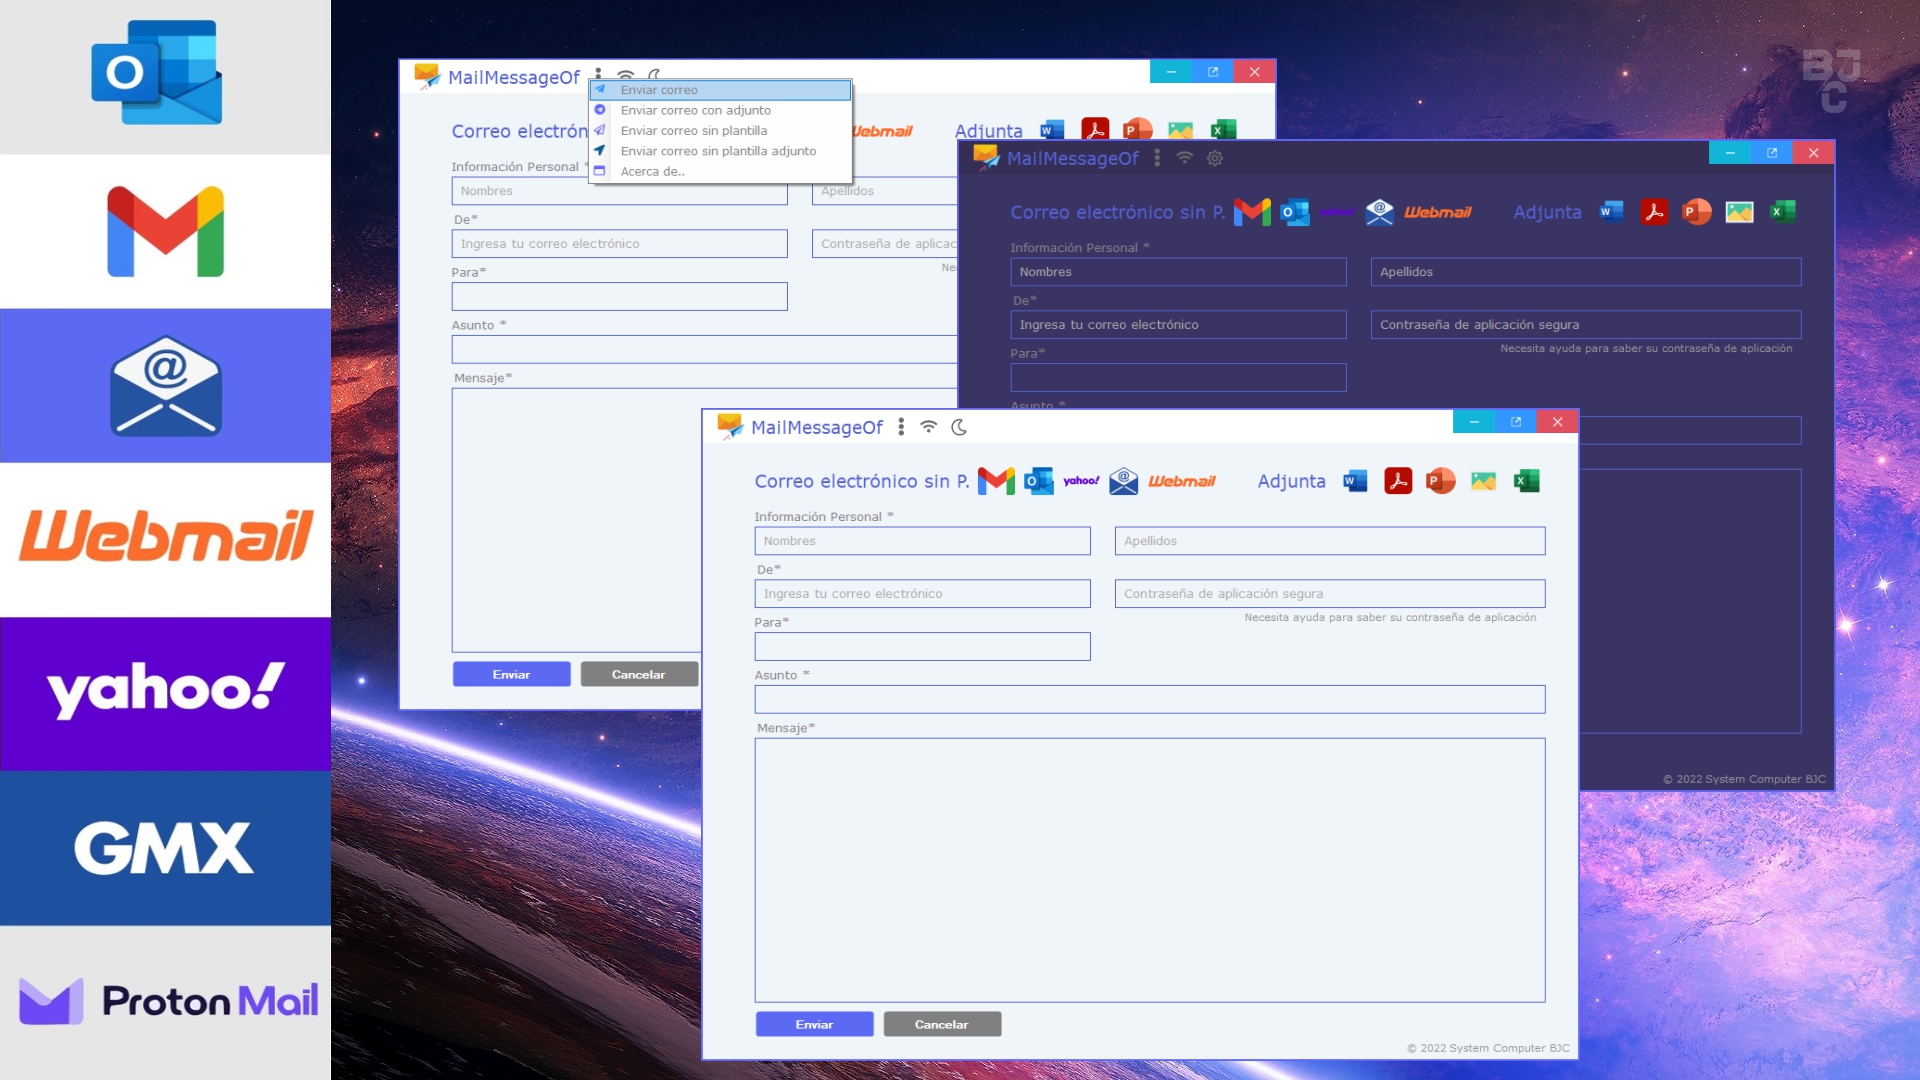 O
Webmail
yahoo!
GMX
Proton Mail
BJC
MailMessageOf
Enviar correo
Enviar correo con adjunto
Enviar correo sin plantilla
Enviar correo sin plantilla adjunto
Acerca de..
Correo electrón
Webmail
Adjunta
Información Personal *
Nombres
Apellidos
De*
Ingresa tu correo electrónico
Contraseña de aplicac
Nec
Para*
Asunto *
Mensaje*
Enviar
Cancelar
MailMessageOf
Correo electrónico sin P.
yahoo!
Webmail
Adjunta
Información Personal *
Nombres
Apellidos
De*
Ingresa tu correo electrónico
Contraseña de aplicación segura
Necesita ayuda para saber su contraseña de aplicación
Para*
Asunto *
© 2022 System Computer BJC
MailMessageOf
Correo electrónico sin P.
yahoo!
Webmail
Adjunta
Información Personal *
Nombres
Apellidos
De*
Ingresa tu correo electrónico
Contraseña de aplicación segura
Necesita ayuda para saber su contraseña de aplicación
Para*
Asunto *
Mensaje*
Enviar
Cancelar
© 2022 System Computer BJC